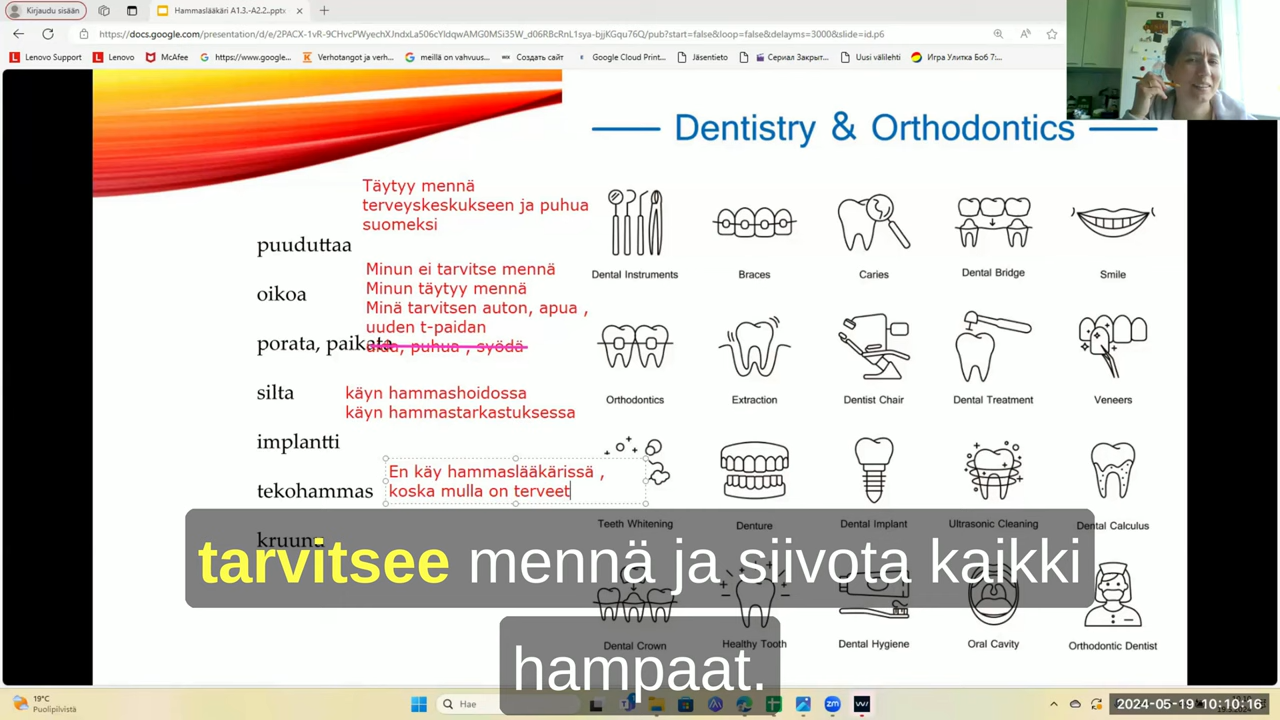 Kirjaudu sisään
Hammaslääkäri A1.3.-A2.2..pptx
https://docs.google.com/presentation/d/e/2PACX-1vR-9CHvcPWyechXJndxLa506cYldqwAMG0MSi35W_d06RBcRnL1sya-bjjKGqu76Q/pub?start=false&loop=false&delayms=3000&slide=id.p6
Lenovo Support
Lenovo
McAfee
https://www.google...
Verhotangot ja verh...
meillä on vahvuus...
Создать сайт
Google Cloud Print...
Jäsentieto
Сериал Закрыт...
Uusi välilehti
Игра Улитка Боб 7:...
Dentistry & Orthodontics
Täytyy mennä
terveyskeskukseen ja puhua
suomeksi
puuduttaa
Minun ei tarvitse mennä
Minun täytyy mennä
Minä tarvitsen auton, apua ,
uuden t-paidan
puhua , syödä
oikoa
porata, paikata
silta
käyn hammashoidossa
käyn hammastarkastuksessa
implantti
En käy hammaslääkärissä ,
koska mulla on terveet
tekohammas
kruunu
Dental Instruments
Braces
Caries
Dental Bridge
Smile
Orthodontics
Extraction
Dentist Chair
Dental Treatment
Veneers
Teeth Whitening
Denture
Dental Implant
Ultrasonic Cleaning
Dental Calculus
Dental Crown
Healthy Tooth
Dental Hygiene
Oral Cavity
Orthodontic Dentist
tarvitsee mennä ja siivota kaikki
hampaat.
19°C
Puolipilvistä
Hae
2024-05-19 10:10:16